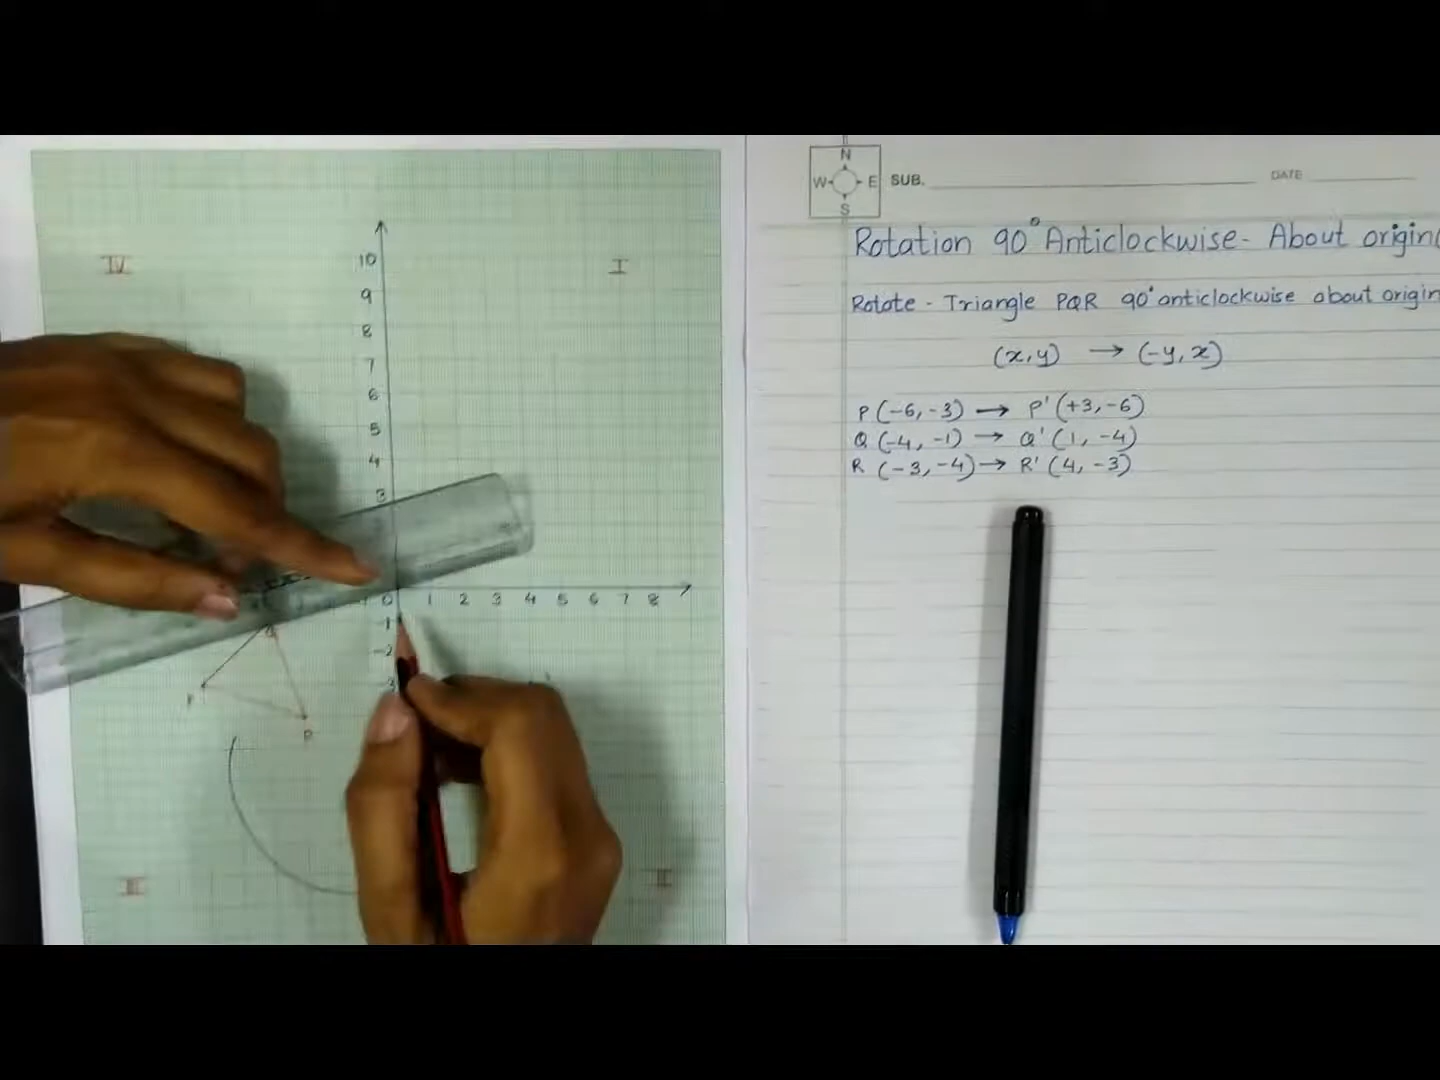 IV
I
10
9
8
7
6
5
4
3
0 1 2 3 4 5 6 7 8
-1
-2
Q
P
R
III
II
N
W E
S
SUB.
DATE
Rotation 90° Anticlockwise - About origin
Rotate - Triangle PQR 90° anticlockwise about origin
(x,y) → (-y,x)
P (-6,-3) → P' (+3,-6)
Q (-4,-1) → Q' (1,-4)
R (-3,-4) → R' (4,-3)